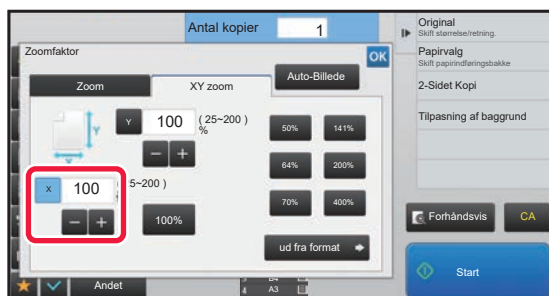 Antal kopier 1
Zoomfaktor
OK
Zoom
XY zoom
Auto-Billede
Y
Y 100 ( 25~200 )
%
X
X 100 5~200 )
100%
50% 141%
64% 200%
70% 400%
ud fra format
Andet
A3
4
Original
Skift størrelse/retning.
Papirvalg
Skift papirindføringsbakke
2-Sidet Kopi
Tilpasning af baggrund
Forhåndsvis
CA
Start